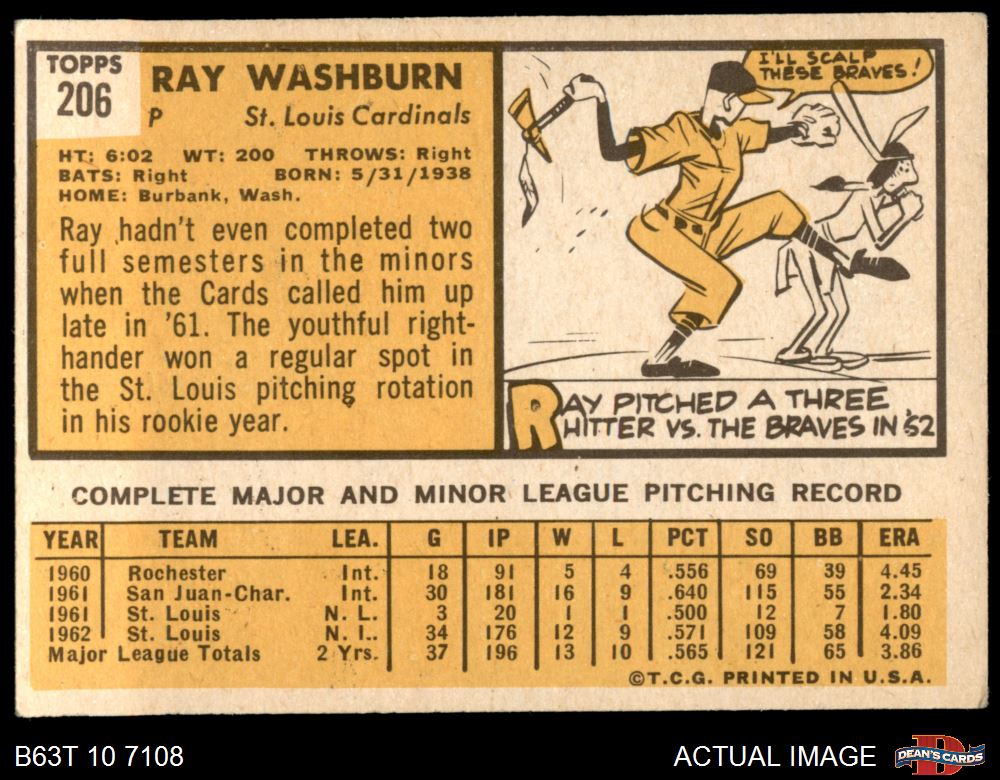 TOPPS
206
RAY WASHBURN
P St. Louis Cardinals
HT: 6:02 WT: 200 THROWS: Right
BATS: Right BORN: 5/31/1938
HOME: Burbank, Wash.
Ray hadn't even completed two
full semesters in the minors
when the Cards called him up
late in '61. The youthful right-
hander won a regular spot in
the St. Louis pitching rotation
in his rookie year.
I'LL SCALP
THESE BRAVES!
RAY PITCHED A THREE
HITTER VS. THE BRAVES IN '62
COMPLETE MAJOR AND MINOR LEAGUE PITCHING RECORD
YEAR TEAM LEA. G IP W L PCT SO BB ERA
1960 Rochester Int. 18 91 5 4 .556 69 39 4.45
1961 San Juan-Char. Int. 30 181 16 9 .640 115 55 2.34
1961 St. Louis N. L. 3 20 1 1 .500 12 7 1.80
1962 St. Louis N. L. 34 176 12 9 .571 109 58 4.09
Major League Totals 2 Yrs. 37 196 13 10 .565 121 65 3.86
©T.C.G. PRINTED IN U.S.A.
B63T 10 7108
ACTUAL IMAGE
D
DEAN'S CARDS